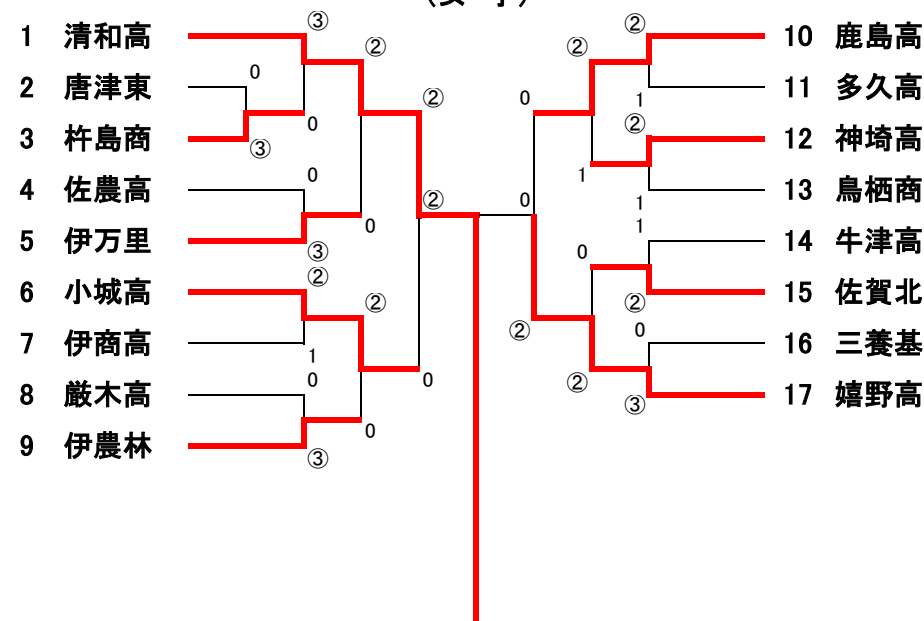 (女 子)
1 清和高
2 唐津東
3 杵島商
4 佐農高
5 伊万里
6 小城高
7 伊商高
8 厳木高
9 伊農林
③
0
③
0
②
0
③
0
②
②
1
0
③
②
0
0
②
0
10 鹿島高
11 多久高
12 神埼高
13 鳥栖商
14 牛津高
15 佐賀北
16 三養基
17 嬉野高
②
1
②
1
1
②
0
③
②
1
0
②
0
②
0